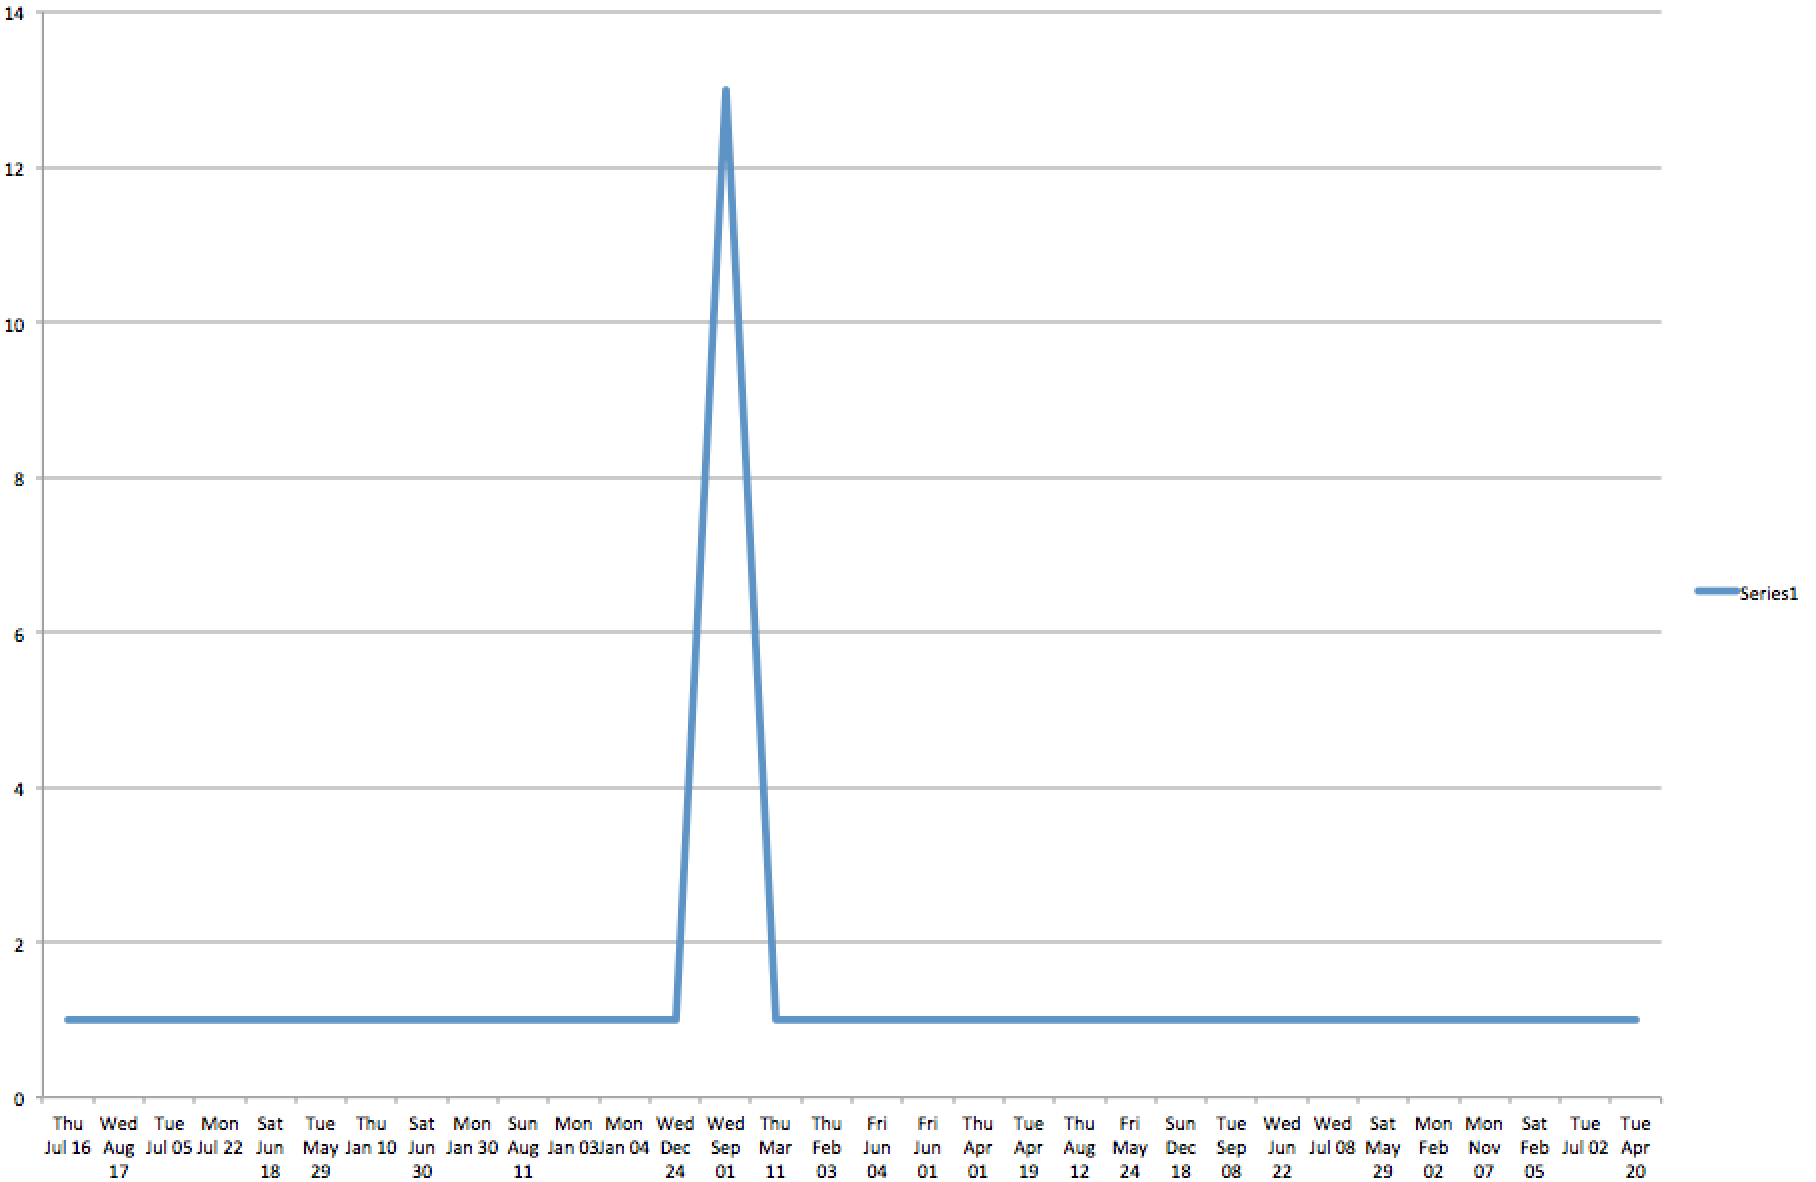 14
12
10
8
6
4
2
0
Series1
Thu Wed Tue Mon Sat Tue Thu Sat Mon Sun Mon Mon Wed Wed Thu Thu Fri Fri Thu Tue Thu Fri Sun Tue Wed Wed Sat Mon Mon Sat Tue Tue
Jul 16 Aug Jul 05 Jul 22 Jun May Jan 10 Jun Jan 30 Aug Jan 03 Jan 04 Dec Sep Mar Feb Jun Jun Apr Apr Aug May Dec Sep Jun Jul 08 May Feb Nov Feb Jul 02 Apr
17 18 29 30 11 24 01 11 03 04 01 01 19 12 24 18 08 22 29 02 07 05 20